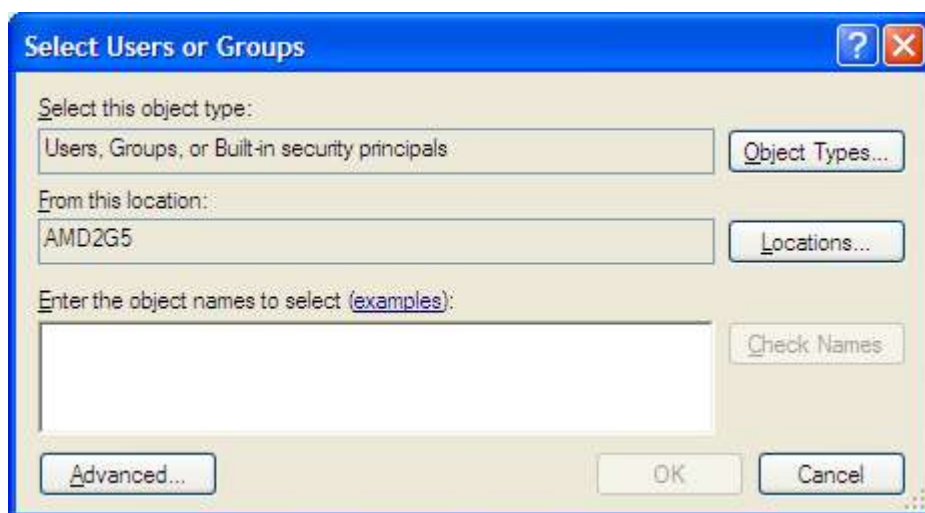 Select Users or Groups
Select this object type:
Users, Groups, or Built-in security principals
Object Types...
From this location:
AMD2G5
Locations...
Enter the object names to select (examples):
Check Names
Advanced...
OK
Cancel